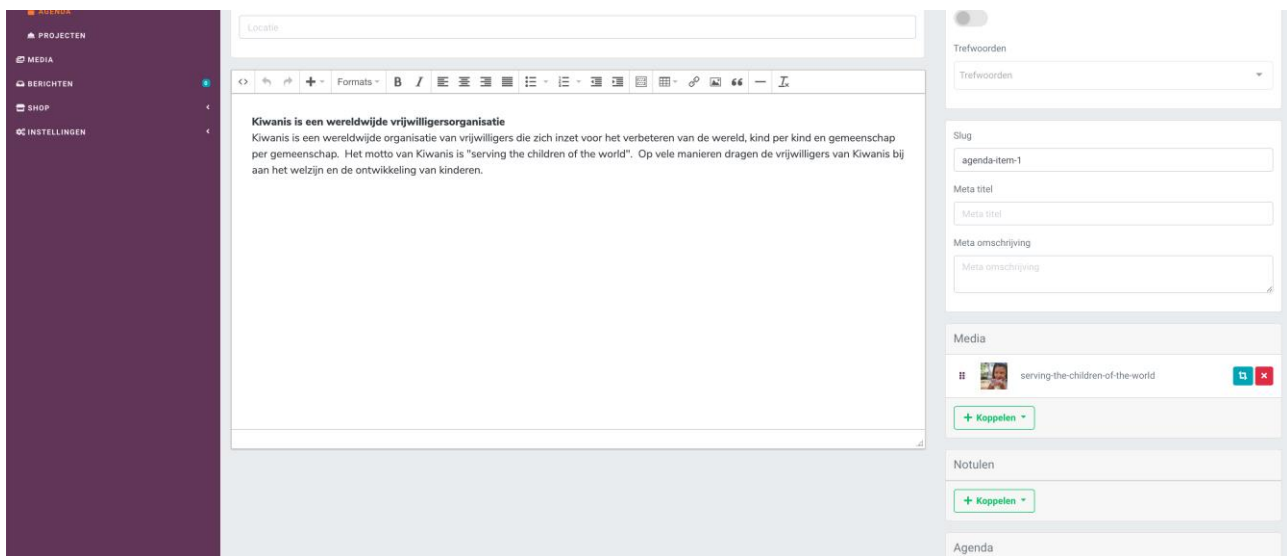 AGENDA
PROJECTEN
MEDIA
BERICHTEN
0
SHOP
INSTELLINGEN
Locatie
Formats
Kiwanis is een wereldwijde vrijwilligersorganisatie
Kiwanis is een wereldwijde organisatie van vrijwilligers die zich inzet voor het verbeteren van de wereld, kind per kind en gemeenschap
per gemeenschap. Het motto van Kiwanis is "serving the children of the world". Op vele manieren dragen de vrijwilligers van Kiwanis bij
aan het welzijn en de ontwikkeling van kinderen.
Trefwoorden
Trefwoorden
Slug
agenda-item-1
Meta titel
Meta titel
Meta omschrijving
Meta omschrijving
Media
serving-the-children-of-the-world
+ Koppelen
Notulen
+ Koppelen
Agenda